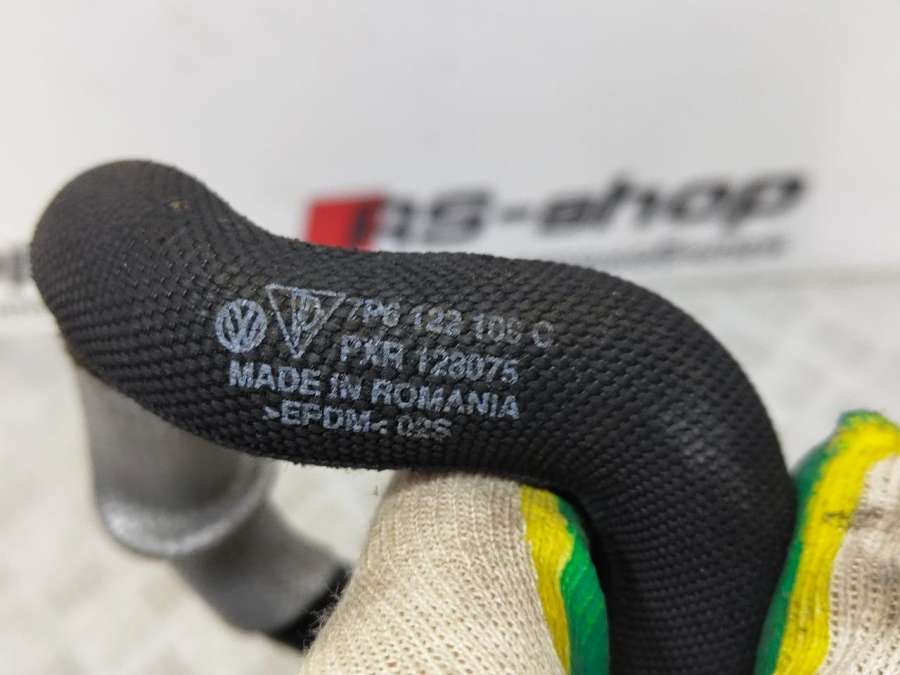 RS-shop
7P6 122 109 C
PXR 128075
MADE IN ROMANIA
>EPDM< 02S